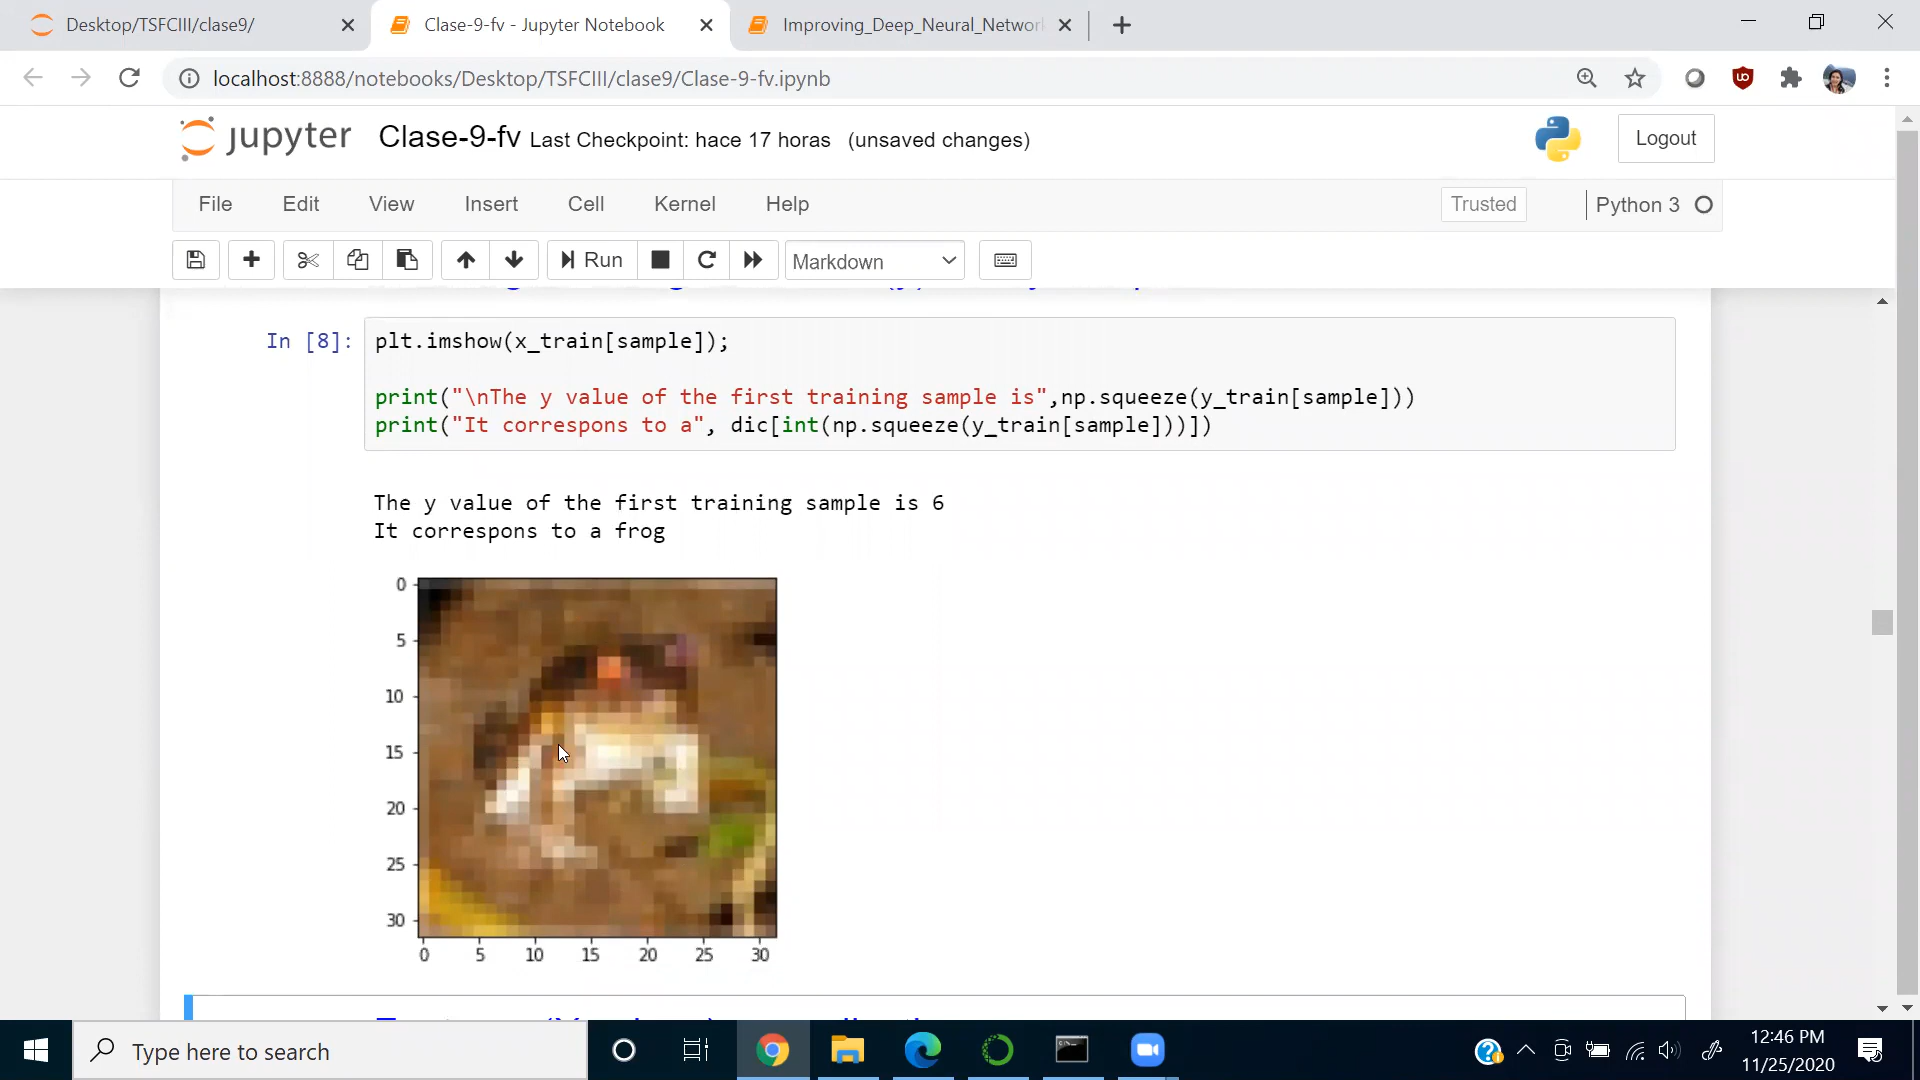 Desktop/TSFCIII/clase9/
Clase-9-fv - Jupyter Notebook
Improving_Deep_Neural_Network
localhost:8888/notebooks/Desktop/TSFCIII/clase9/Clase-9-fv.ipynb
jupyter Clase-9-fv Last Checkpoint: hace 17 horas (unsaved changes)
Logout
File Edit View Insert Cell Kernel Help
Trusted
Python 3
Run
Markdown
In [8]: plt.imshow(x_train[sample]);
print("\nThe y value of the first training sample is",np.squeeze(y_train[sample]))
print("It correspons to a", dic[int(np.squeeze(y_train[sample]))])
The y value of the first training sample is 6
It correspons to a frog
0
5
10
15
20
25
30
0 5 10 15 20 25 30
Type here to search
12:46 PM
11/25/2020